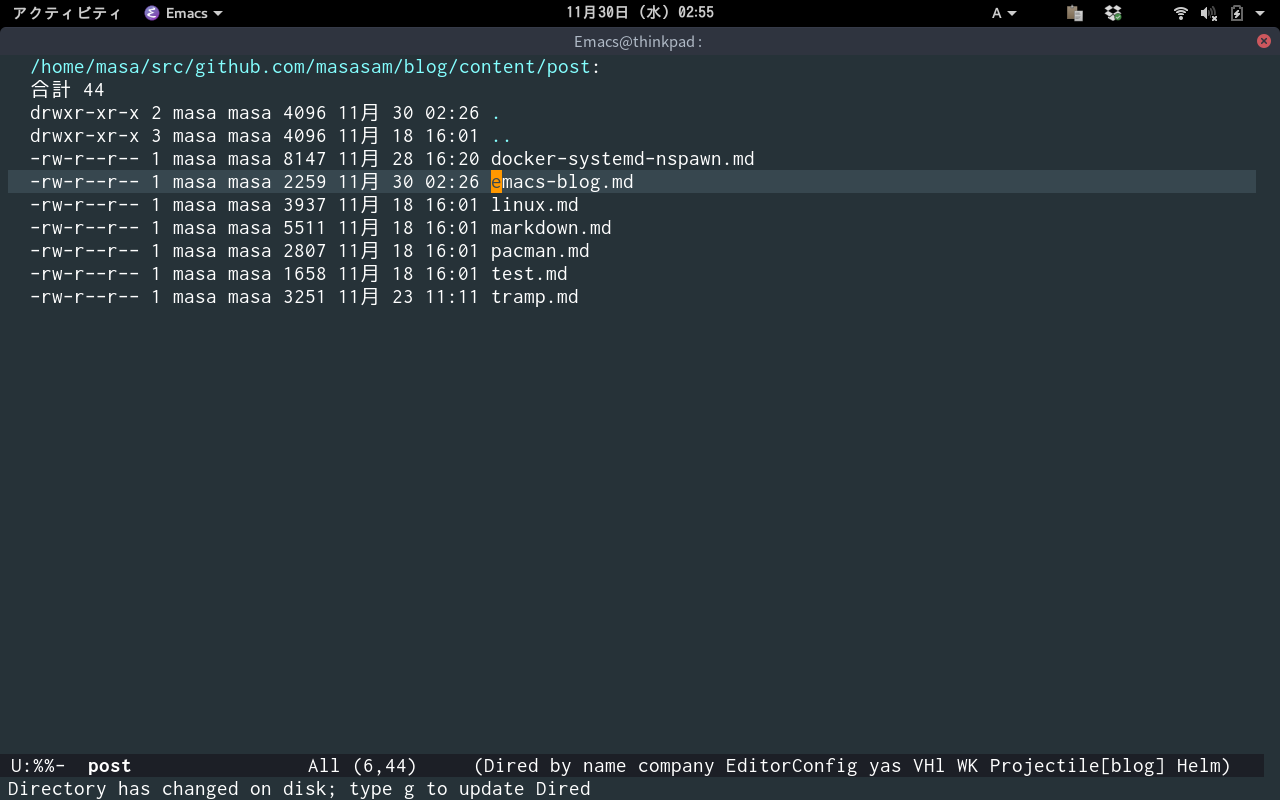 アクティビティ Emacs 11月30日 (水) 02:55 A
Emacs@thinkpad:
/home/masa/src/github.com/masasam/blog/content/post:
合計 44
drwxr-xr-x 2 masa masa 4096 11月 30 02:26 .
drwxr-xr-x 3 masa masa 4096 11月 18 16:01 ..
-rw-r--r-- 1 masa masa 8147 11月 28 16:20 docker-systemd-nspawn.md
-rw-r--r-- 1 masa masa 2259 11月 30 02:26 emacs-blog.md
-rw-r--r-- 1 masa masa 3937 11月 18 16:01 linux.md
-rw-r--r-- 1 masa masa 5511 11月 18 16:01 markdown.md
-rw-r--r-- 1 masa masa 2807 11月 18 16:01 pacman.md
-rw-r--r-- 1 masa masa 1658 11月 18 16:01 test.md
-rw-r--r-- 1 masa masa 3251 11月 23 11:11 tramp.md
U:%%- post All (6,44) (Dired by name company EditorConfig yas VHl WK Projectile[blog] Helm)
Directory has changed on disk; type g to update Dired